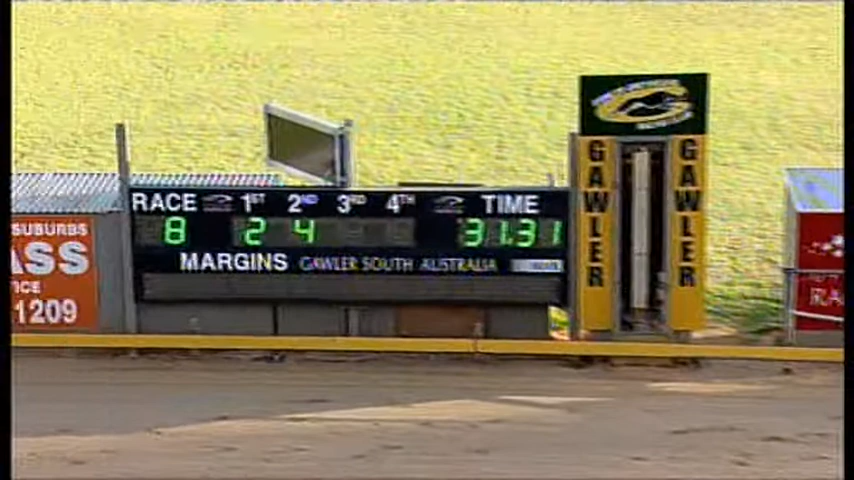 RACE 1ST 2ND 3RD 4TH TIME
8 2 4 31.31
MARGINS GAWLER SOUTH AUSTRALIA
SUBURBS
ASS
ICE
1209
GAWLER
GAWLER